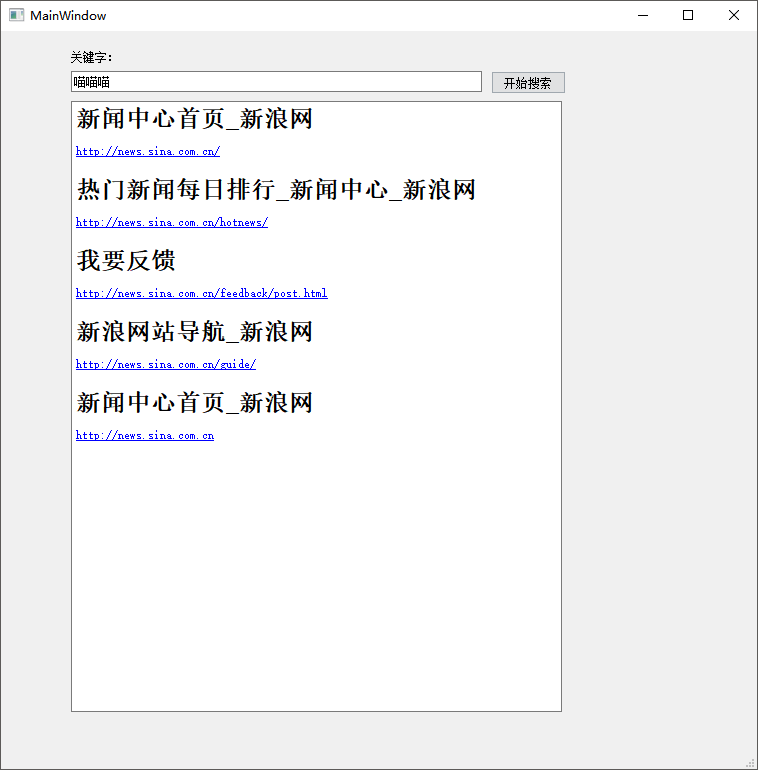 MainWindow
关键字:
喵喵喵
开始搜索
新闻中心首页_新浪网
http://news.sina.com.cn/
热门新闻每日排行_新闻中心_新浪网
http://news.sina.com.cn/hotnews/
我要反馈
http://news.sina.com.cn/feedback/post.html
新浪网站导航_新浪网
http://news.sina.com.cn/guide/
新闻中心首页_新浪网
http://news.sina.com.cn